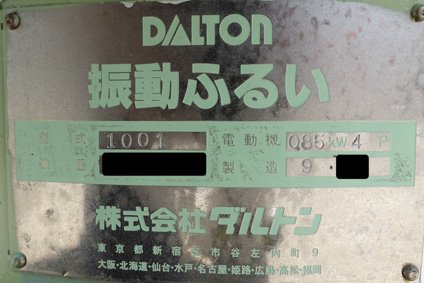 DALTON
振動ふるい
型式 1001 電動機 0.85 kW 4 P
製造 9.
株式会社ダルトン
東京都新宿区市谷左内町9
大阪・北海道・仙台・水戸・名古屋・姫路・広島・高松・福岡